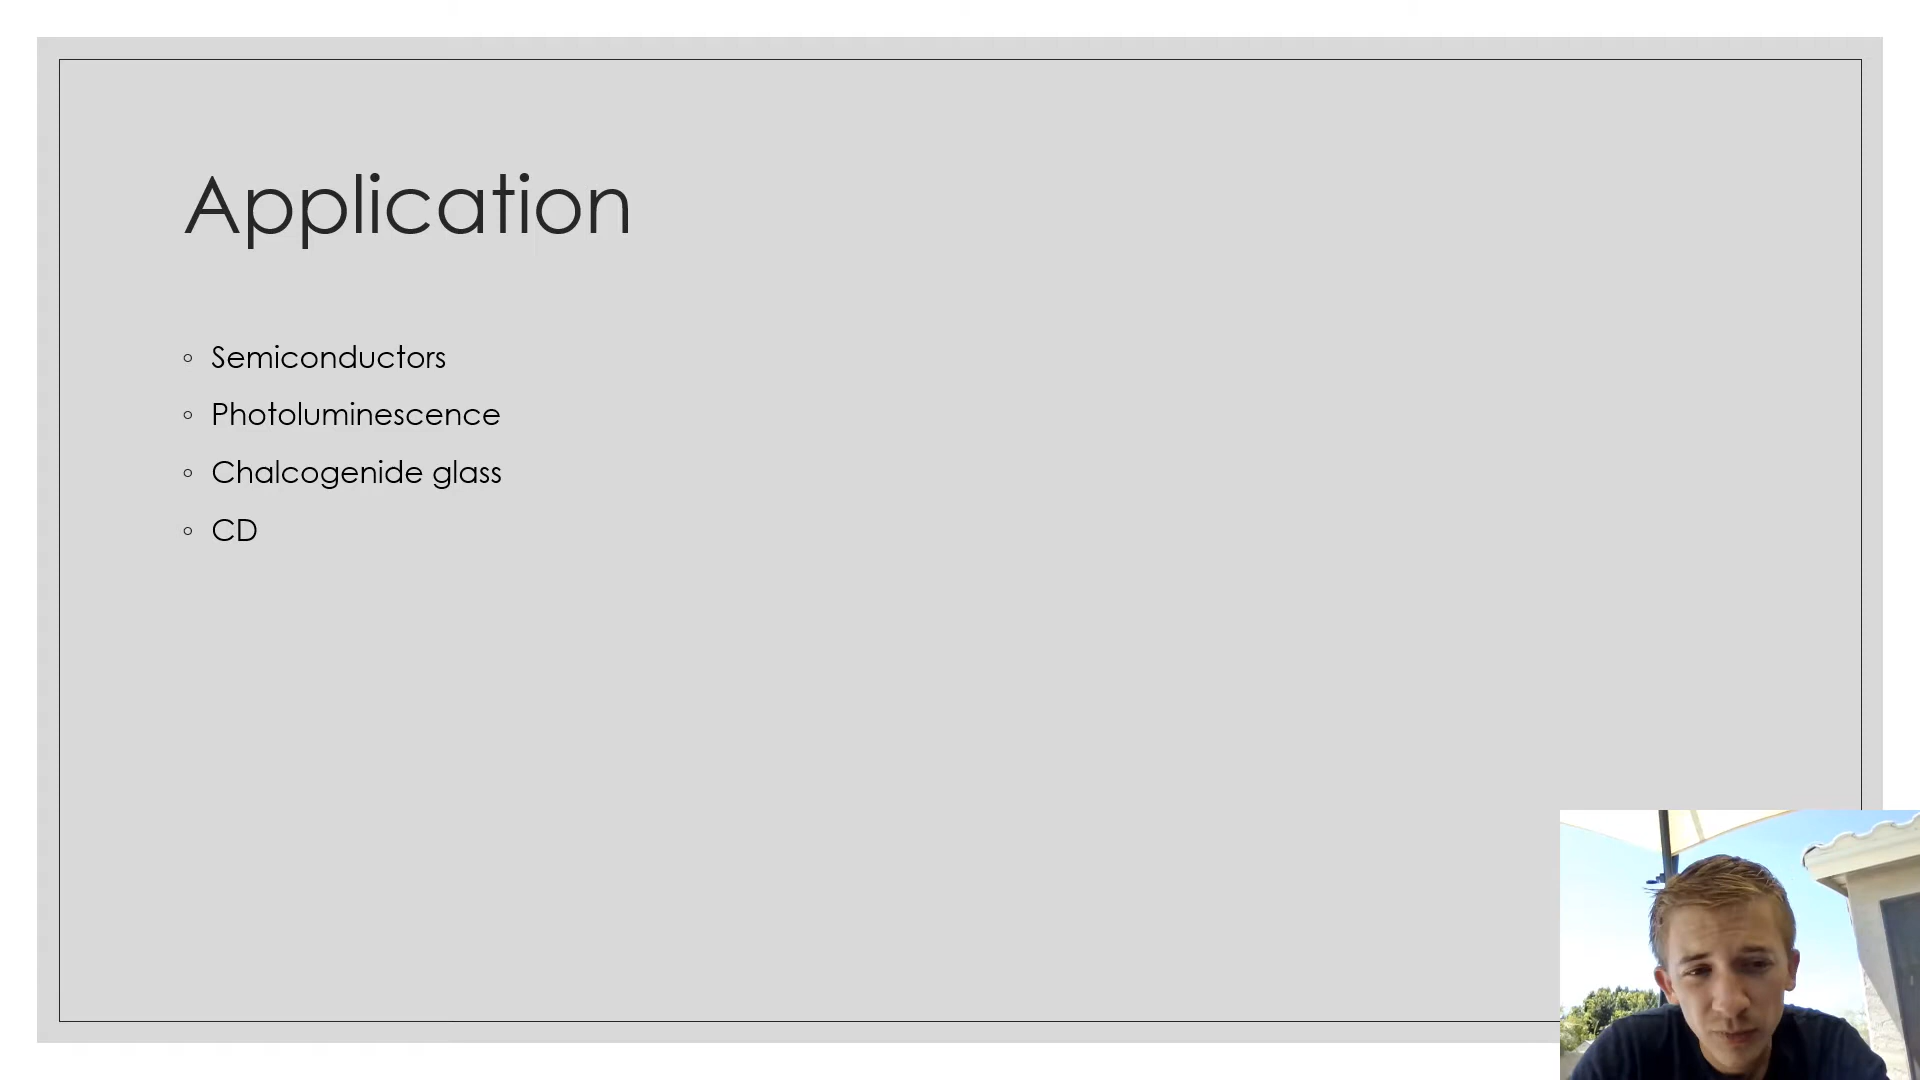 Application
◦ Semiconductors
◦ Photoluminescence
◦ Chalcogenide glass
◦ CD